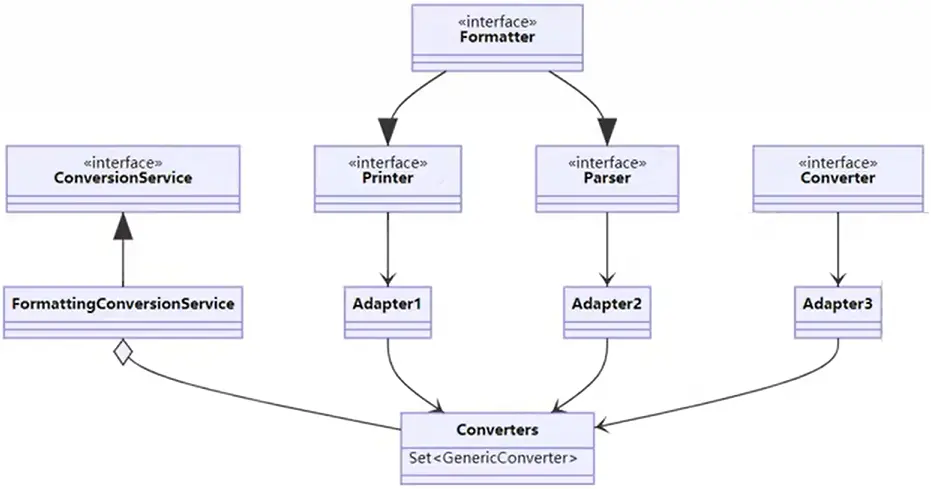 «interface»
Formatter
«interface»
ConversionService
«interface»
Printer
«interface»
Parser
«interface»
Converter
FormattingConversionService
Adapter1
Adapter2
Adapter3
Converters
Set<GenericConverter>